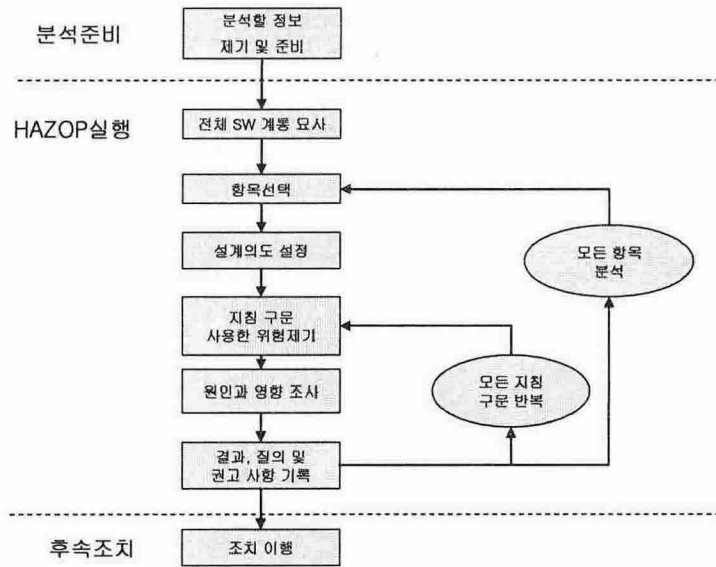 분석준비
분석할 정보
제기 및 준비
HAZOP실행
전체 SW 계통 묘사
항목선택
설계의도 설정
모든 항목
분석
지침 구문
사용한 위험제기
원인과 영향 조사
모든 지침
구문 반복
결과, 질의 및
권고 사항 기록
후속조치
조치 이행